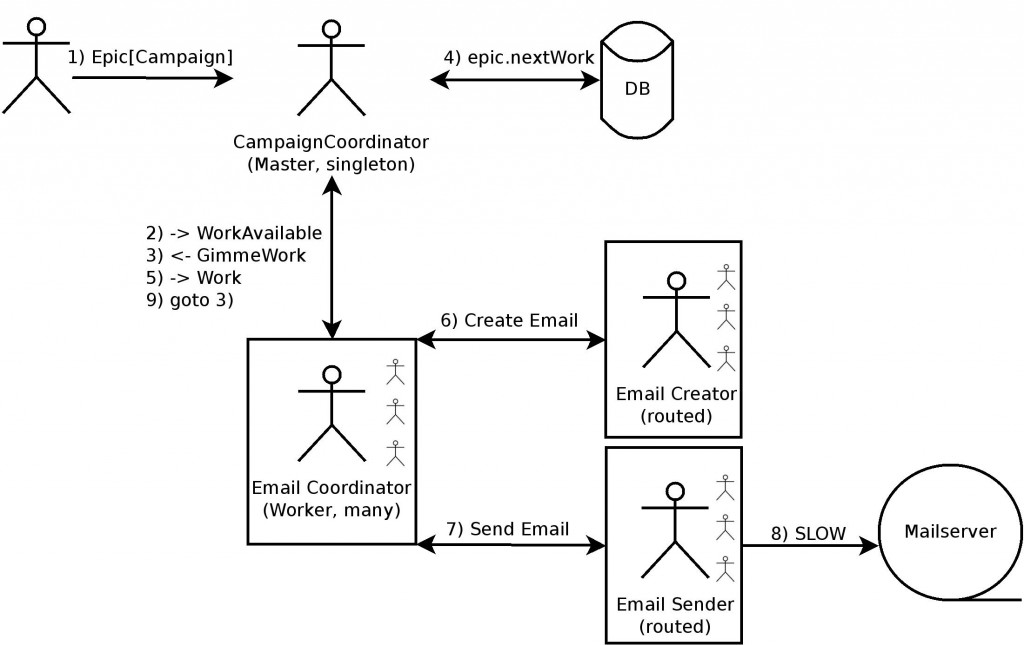 1) Epic[Campaign]
4) epic.nextWork
DB
CampaignCoordinator
(Master, singleton)
2) -> WorkAvailable
3) <- GimmeWork
5) -> Work
9) goto 3)
6) Create Email
Email Creator
(routed)
Email Coordinator
(Worker, many)
7) Send Email
8) SLOW
Mailserver
Email Sender
(routed)